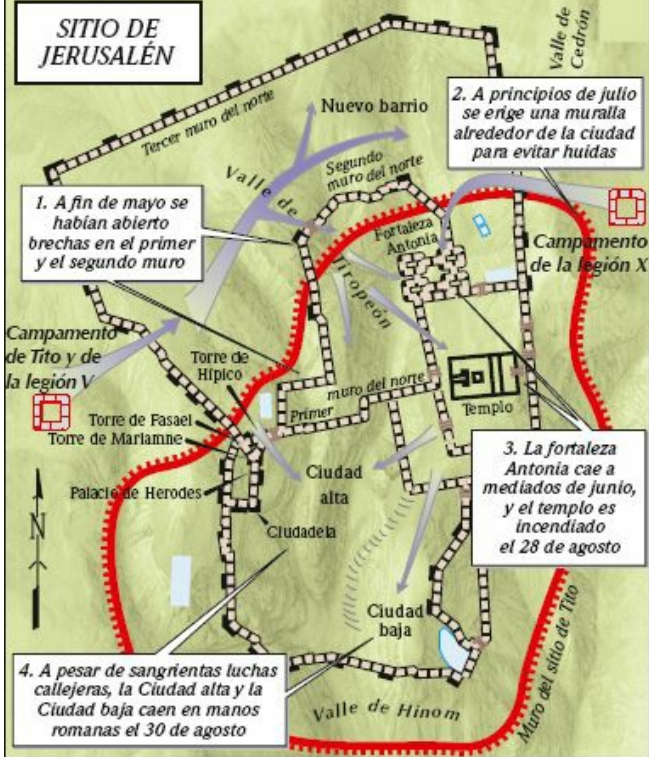 SITIO DE
JERUSALÉN
Valle de
Cedrón
Tercer muro del norte
Nuevo barrio
2. A principios de julio
se erige una muralla
alrededor de la ciudad
para evitar huidas
Segundo
muro del norte
Valle de
Tiropeón
1. A fin de mayo se
habían abierto
brechas en el primer
y el segundo muro
Fortaleza
Antonia
Campamento
de la legión X
Campamento
de Tito y de
la legión V
Torre de
Hípico
Primer
muro del norte
Templo
Torre de Fasael
Torre de Mariamne
Palacio de Herodes
Ciudad
alta
Ciudadela
3. La fortaleza
Antonia cae a
mediados de junio,
y el templo es
incendiado
el 28 de agosto
N
Ciudad
baja
4. A pesar de sangrientas luchas
callejeras, la Ciudad alta y la
Ciudad baja caen en manos
romanas el 30 de agosto
Valle de Hinom
Muro del sitio de Tito